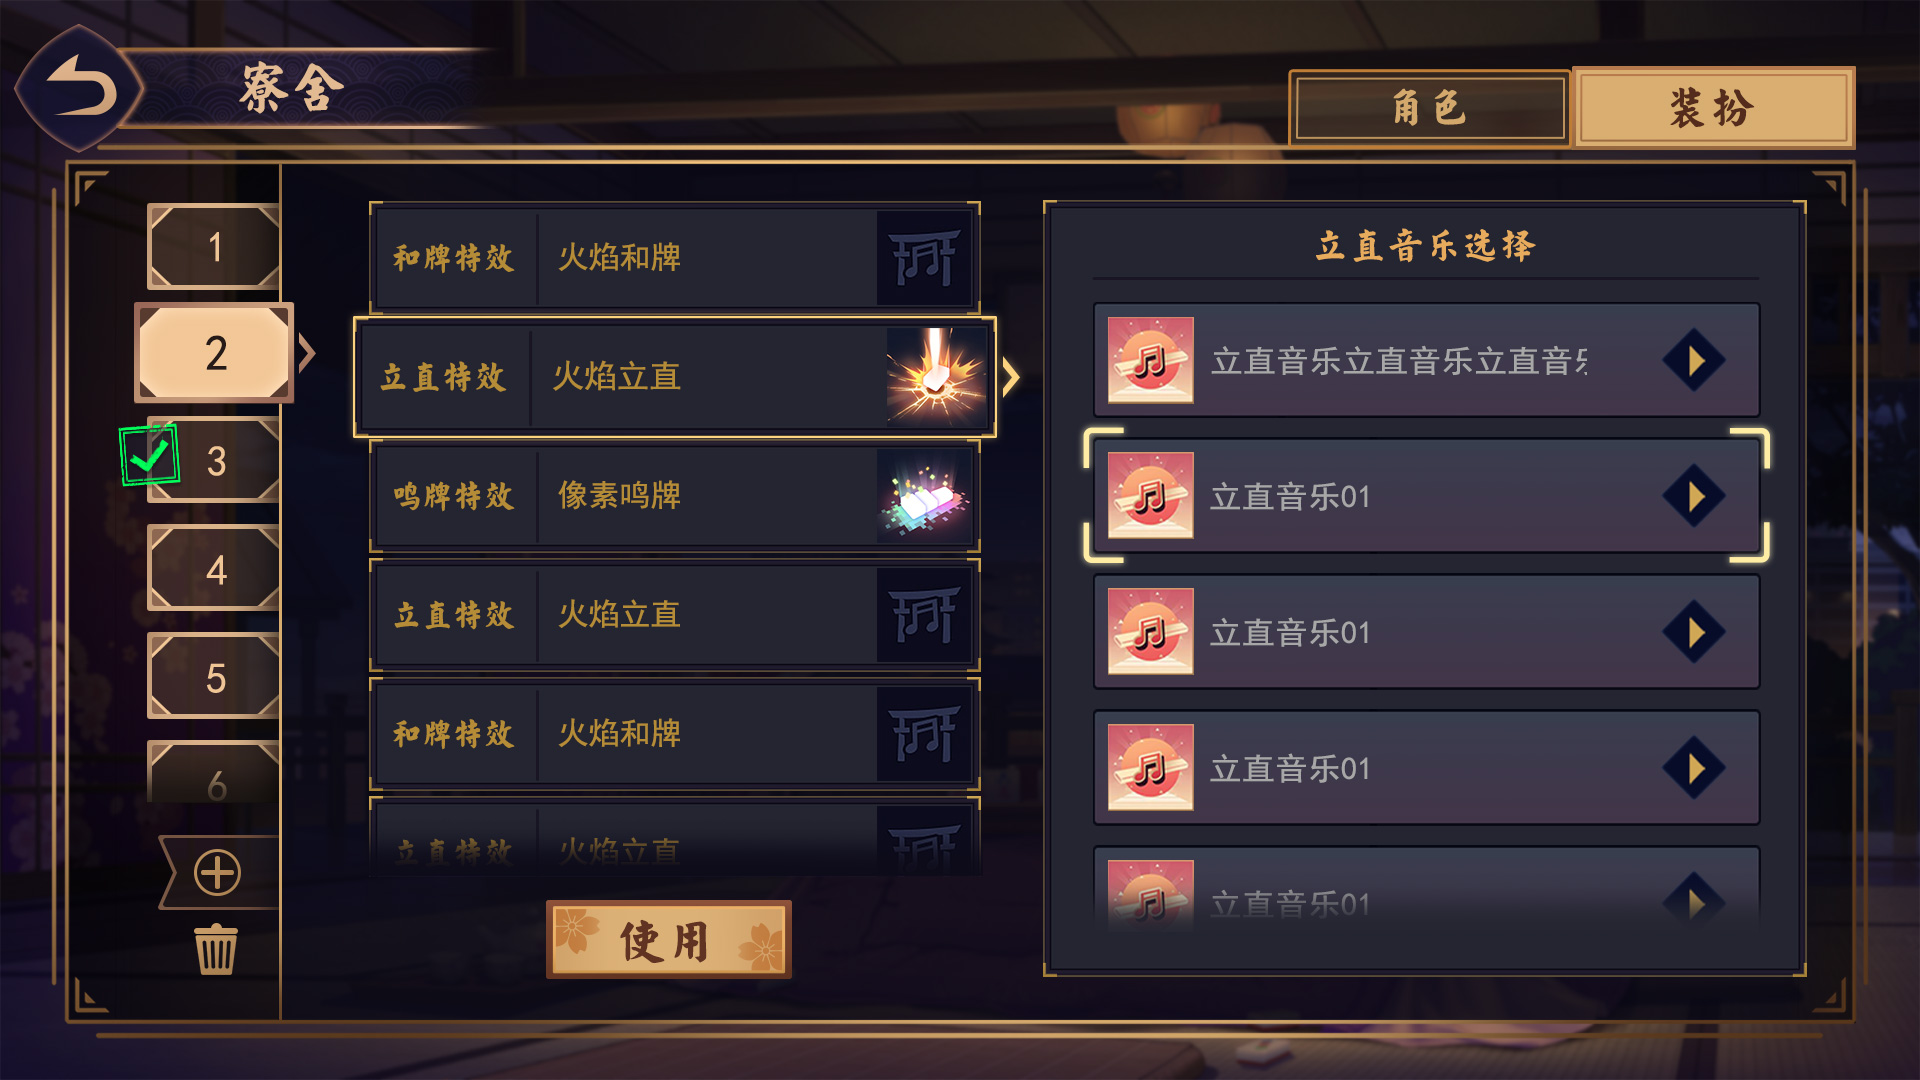 寮舍
角色
装扮
1
2
3
4
5
6
和牌特效 火焰和牌
立直特效 火焰立直
鸣牌特效 像素鸣牌
立直特效 火焰立直
和牌特效 火焰和牌
立直特效 火焰立直
使用
立直音乐选择
立直音乐立直音乐立直音乐
立直音乐01
立直音乐01
立直音乐01
立直音乐01